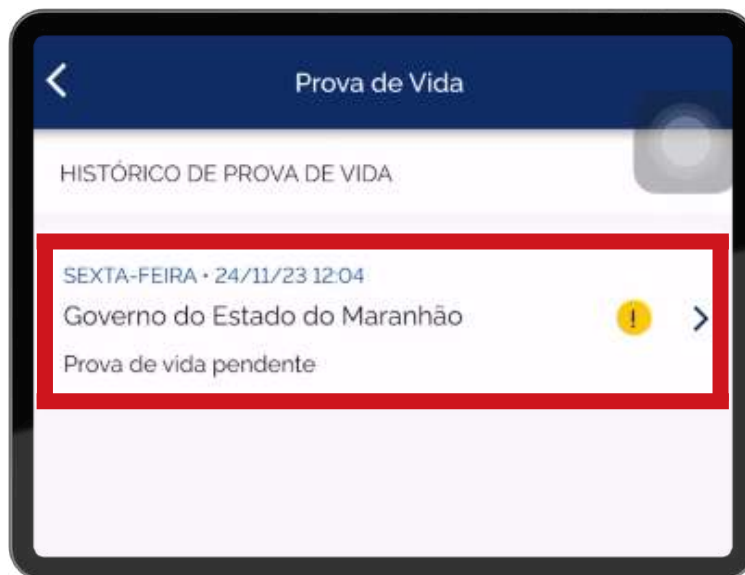 Prova de Vida
HISTÓRICO DE PROVA DE VIDA
SEXTA-FEIRA • 24/11/23 12:04
Governo do Estado do Maranhão
!
Prova de vida pendente